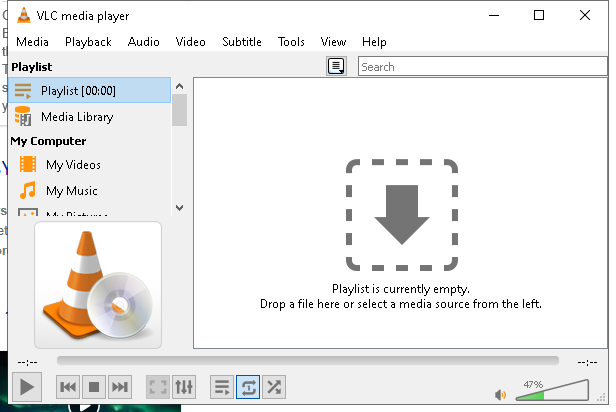 VLC media player
Media Playback Audio Video Subtitle Tools View Help
Playlist
Search
Playlist [00:00]
Media Library
My Computer
My Videos
My Music
My Pictures
Playlist is currently empty.
Drop a file here or select a media source from the left.
--:-- --:--
47%